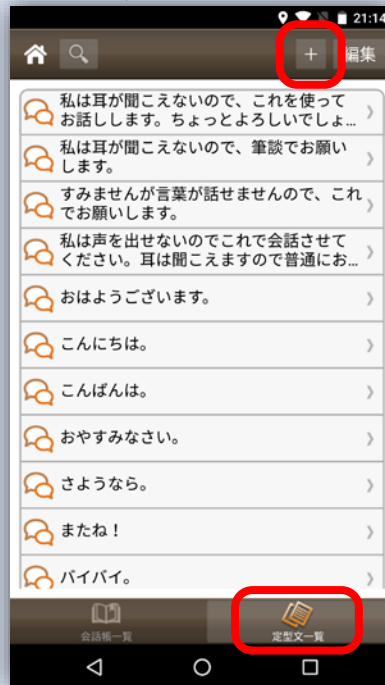 21:14
+
編集
私は耳が聞こえないので、これを使って
お話しします。ちょっとよろしいでしょ...
私は耳が聞こえないので、筆談でお願い
します。
すみませんが言葉が話せませんので、これ
でお願いします。
私は声を出せないのでこれで会話させて
ください。耳は聞こえますので普通にお...
おはようございます。
こんにちは。
こんばんは。
おやすみなさい。
さようなら。
またね！
バイバイ。
会話帳一覧
定型文一覧